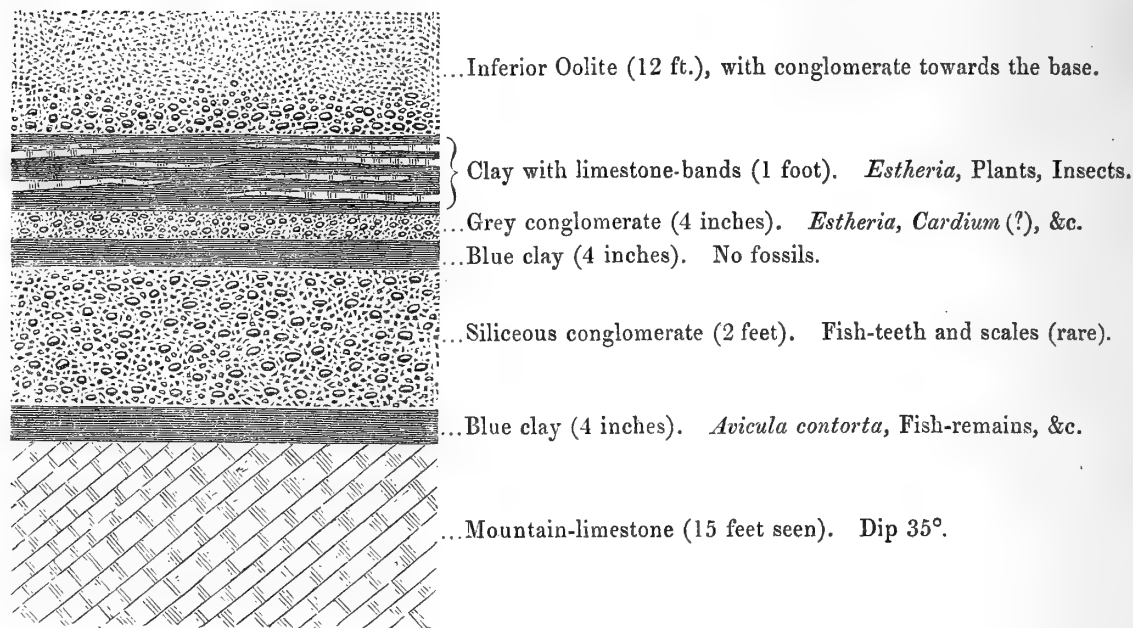 ...Inferior Oolite (12 ft.), with conglomerate towards the base.
Clay with limestone-bands (1 foot). Estheria, Plants, Insects.
...Grey conglomerate (4 inches). Estheria, Cardium (?), &c.
...Blue clay (4 inches). No fossils.
...Siliceous conglomerate (2 feet). Fish-teeth and scales (rare).
...Blue clay (4 inches). Avicula contorta, Fish-remains, &c.
...Mountain-limestone (15 feet seen). Dip 35°.